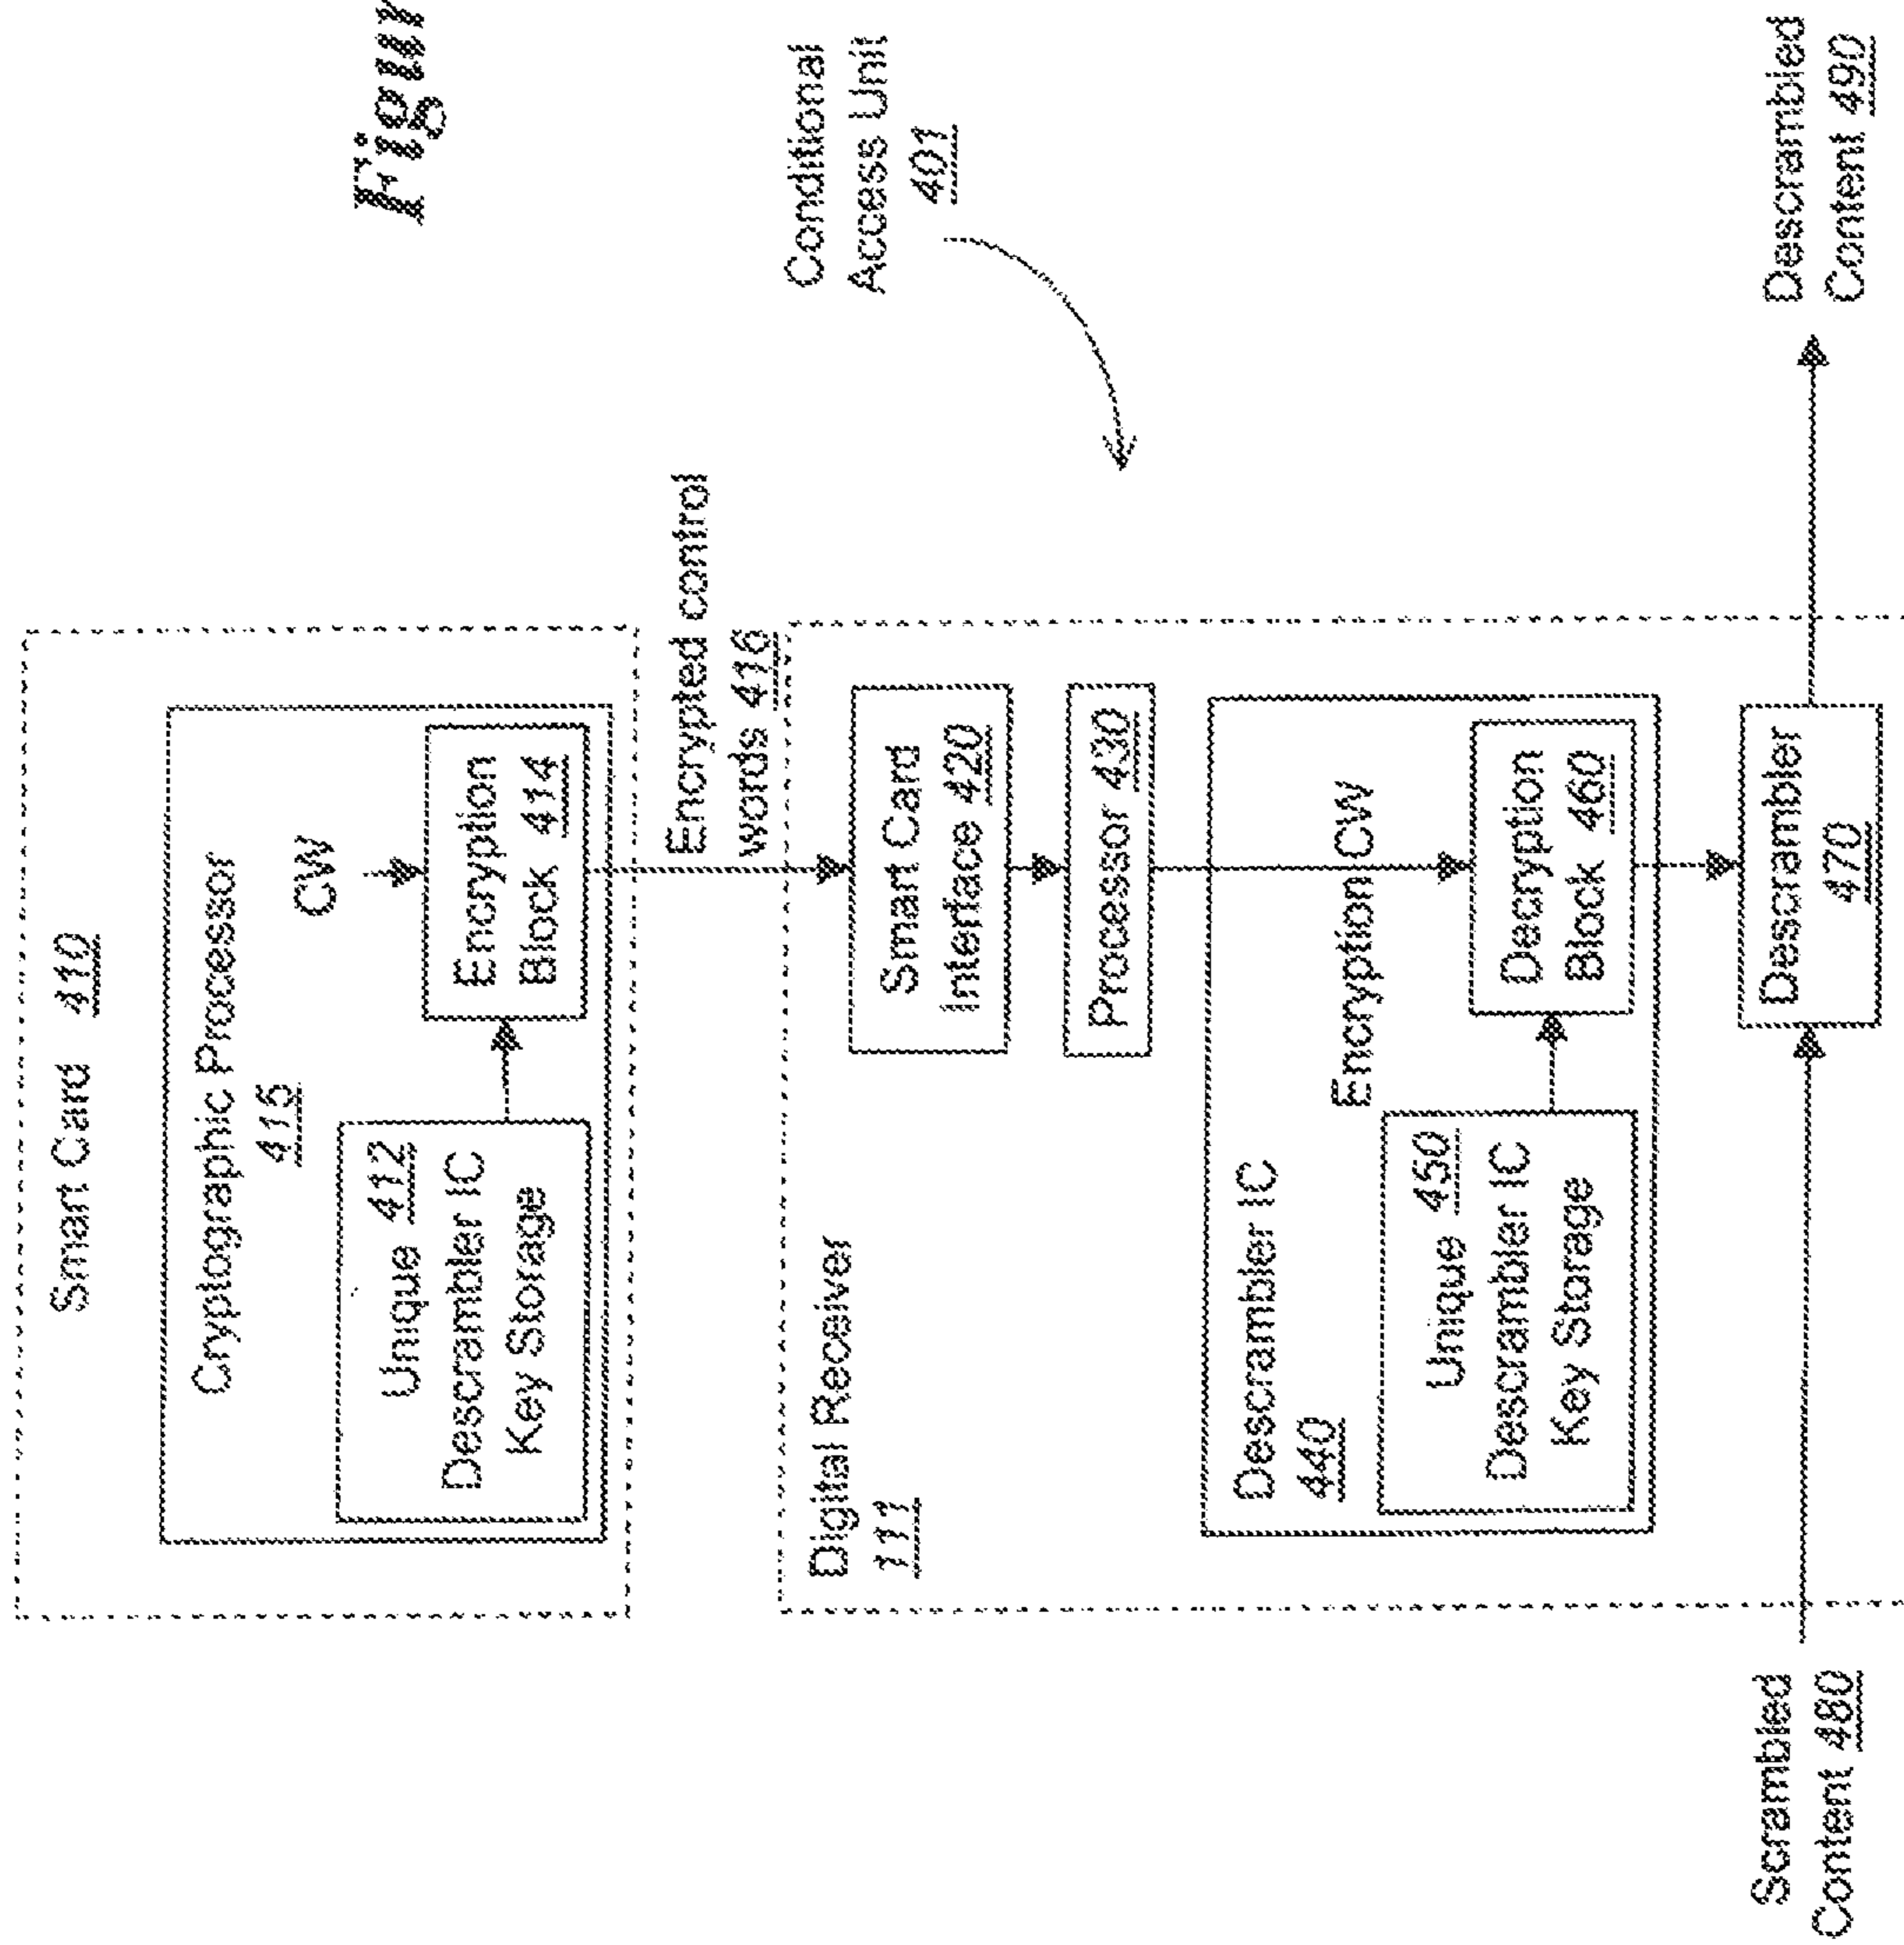 Smart Card 410
Cryptographic Processor
415
CW
Unique 412
Descrambler IC
Key Storage
Encryption
Block 414
Encrypted control
words 416
Digital Receiver
111
Smart Card
Interface 420
Processor 430
Descrambler IC
440
Encryption CW
Unique 450
Descrambler IC
Key Storage
Decryption
Block 460
Scrambled
Content 480
Descrambler
470
Descrambled
Content 490
Conditional
Access Unit
401
Figur